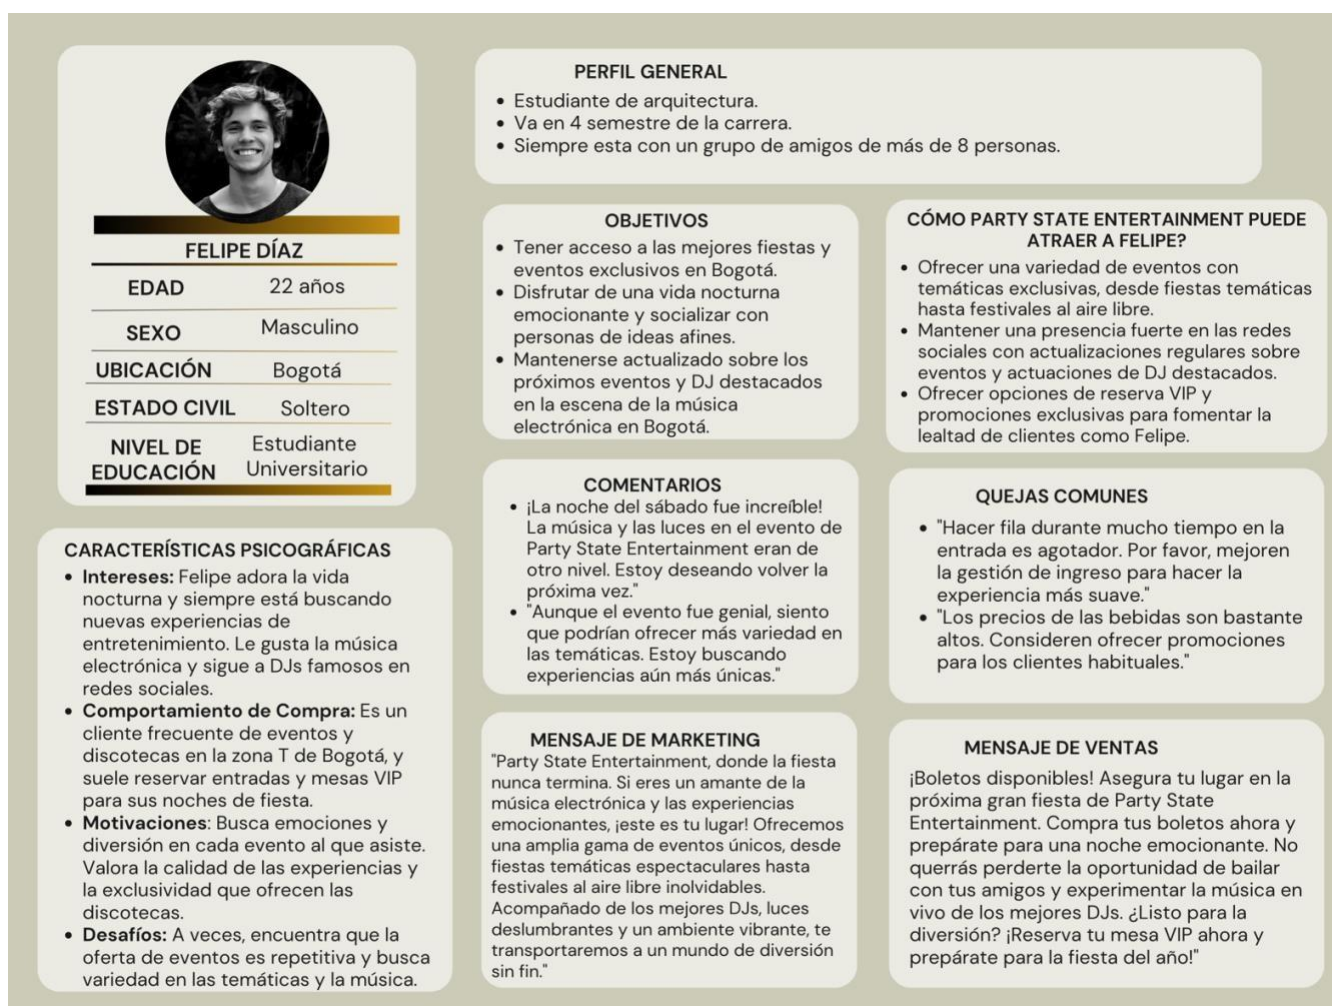 FELIPE DÍAZ
EDAD 22 años
SEXO Masculino
UBICACIÓN Bogotá
ESTADO CIVIL Soltero
NIVEL DE EDUCACIÓN Estudiante Universitario
CARACTERÍSTICAS PSICOGRÁFICAS
• Intereses: Felipe adora la vida
nocturna y siempre está buscando
nuevas experiencias de
entretenimiento. Le gusta la música
electrónica y sigue a DJs famosos en
redes sociales.
• Comportamiento de Compra: Es un
cliente frecuente de eventos y
discotecas en la zona T de Bogotá, y
suele reservar entradas y mesas VIP
para sus noches de fiesta.
• Motivaciones: Busca emociones y
diversión en cada evento al que asiste.
Valora la calidad de las experiencias y
la exclusividad que ofrecen las
discotecas.
• Desafíos: A veces, encuentra que la
oferta de eventos es repetitiva y busca
variedad en las temáticas y la música.
PERFIL GENERAL
• Estudiante de arquitectura.
• Va en 4 semestre de la carrera.
• Siempre esta con un grupo de amigos de más de 8 personas.
OBJETIVOS
• Tener acceso a las mejores fiestas y
eventos exclusivos en Bogotá.
• Disfrutar de una vida nocturna
emocionante y socializar con
personas de ideas afines.
• Mantenerse actualizado sobre los
próximos eventos y DJ destacados
en la escena de la música
electrónica en Bogotá.
CÓMO PARTY STATE ENTERTAINMENT PUEDE
ATRAER A FELIPE?
• Ofrecer una variedad de eventos con
temáticas exclusivas, desde fiestas temáticas
hasta festivales al aire libre.
• Mantener una presencia fuerte en las redes
sociales con actualizaciones regulares sobre
eventos y actuaciones de DJ destacados.
• Ofrecer opciones de reserva VIP y
promociones exclusivas para fomentar la
lealtad de clientes como Felipe.
COMENTARIOS
• ¡La noche del sábado fue increíble!
La música y las luces en el evento de
Party State Entertainment eran de
otro nivel. Estoy deseando volver la
próxima vez."
• "Aunque el evento fue genial, siento
que podrían ofrecer más variedad en
las temáticas. Estoy buscando
experiencias aún más únicas."
QUEJAS COMUNES
• "Hacer fila durante mucho tiempo en la
entrada es agotador. Por favor, mejoren
la gestión de ingreso para hacer la
experiencia más suave."
• "Los precios de las bebidas son bastante
altos. Consideren ofrecer promociones
para los clientes habituales."
MENSAJE DE MARKETING
"Party State Entertainment, donde la fiesta
nunca termina. Si eres un amante de la
música electrónica y las experiencias
emocionantes, ¡este es tu lugar! Ofrecemos
una amplia gama de eventos únicos, desde
fiestas temáticas espectaculares hasta
festivales al aire libre inolvidables.
Acompañado de los mejores DJs, luces
deslumbrantes y un ambiente vibrante, te
transportaremos a un mundo de diversión
sin fin."
MENSAJE DE VENTAS
¡Boletos disponibles! Asegura tu lugar en la
próxima gran fiesta de Party State
Entertainment. Compra tus boletos ahora y
prepárate para una noche emocionante. No
querrás perderte la oportunidad de bailar
con tus amigos y experimentar la música en
vivo de los mejores DJs. ¿Listo para la
diversión? ¡Reserva tu mesa VIP ahora y
prepárate para la fiesta del año!"